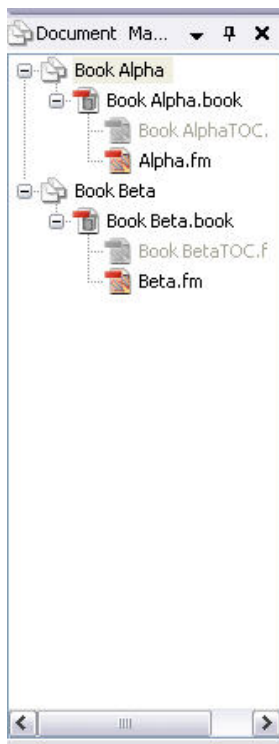 Document Ma...
Book Alpha
Book Alpha.book
Book AlphaTOC.
Alpha.fm
Book Beta
Book Beta.book
Book BetaTOC.f
Beta.fm